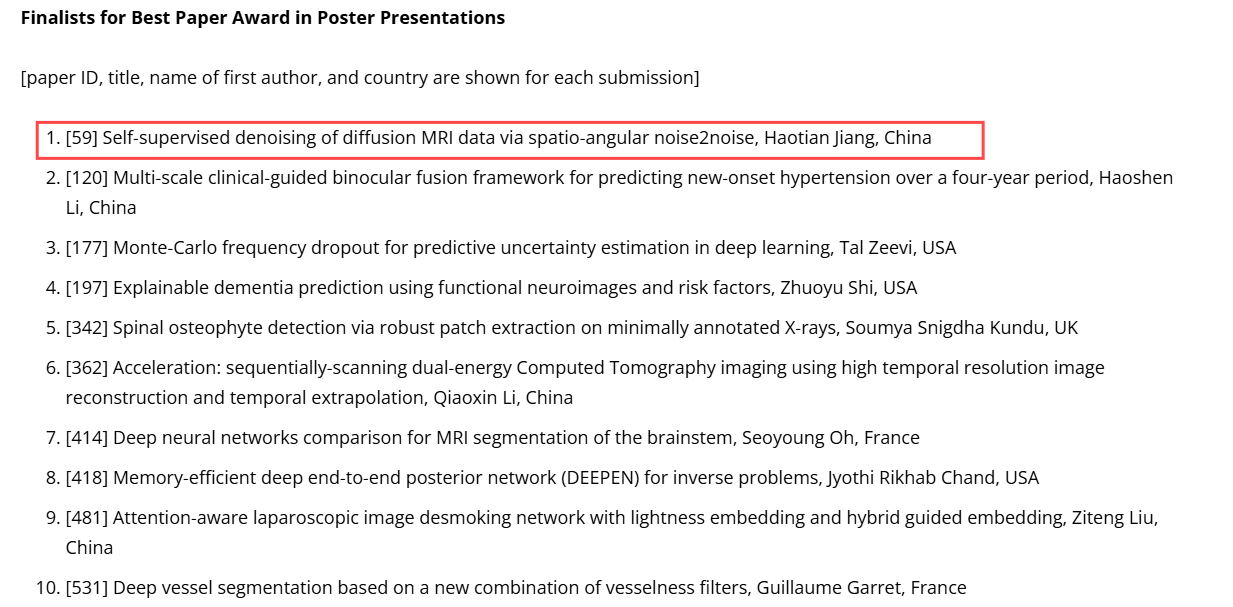 Finalists for Best Paper Award in Poster Presentations
[paper ID, title, name of first author, and country are shown for each submission]
1. [59] Self-supervised denoising of diffusion MRI data via spatio-angular noise2noise, Haotian Jiang, China
2. [120] Multi-scale clinical-guided binocular fusion framework for predicting new-onset hypertension over a four-year period, Haoshen
Li, China
3. [177] Monte-Carlo frequency dropout for predictive uncertainty estimation in deep learning, Tal Zeevi, USA
4. [197] Explainable dementia prediction using functional neuroimages and risk factors, Zhuoyu Shi, USA
5. [342] Spinal osteophyte detection via robust patch extraction on minimally annotated X-rays, Soumya Snigdha Kundu, UK
6. [362] Acceleration: sequentially-scanning dual-energy Computed Tomography imaging using high temporal resolution image
reconstruction and temporal extrapolation, Qiaoxin Li, China
7. [414] Deep neural networks comparison for MRI segmentation of the brainstem, Seoyoung Oh, France
8. [418] Memory-efficient deep end-to-end posterior network (DEEPEN) for inverse problems, Jyothi Rikhab Chand, USA
9. [481] Attention-aware laparoscopic image desmoking network with lightness embedding and hybrid guided embedding, Ziteng Liu,
China
10. [531] Deep vessel segmentation based on a new combination of vesselness filters, Guillaume Garret, France